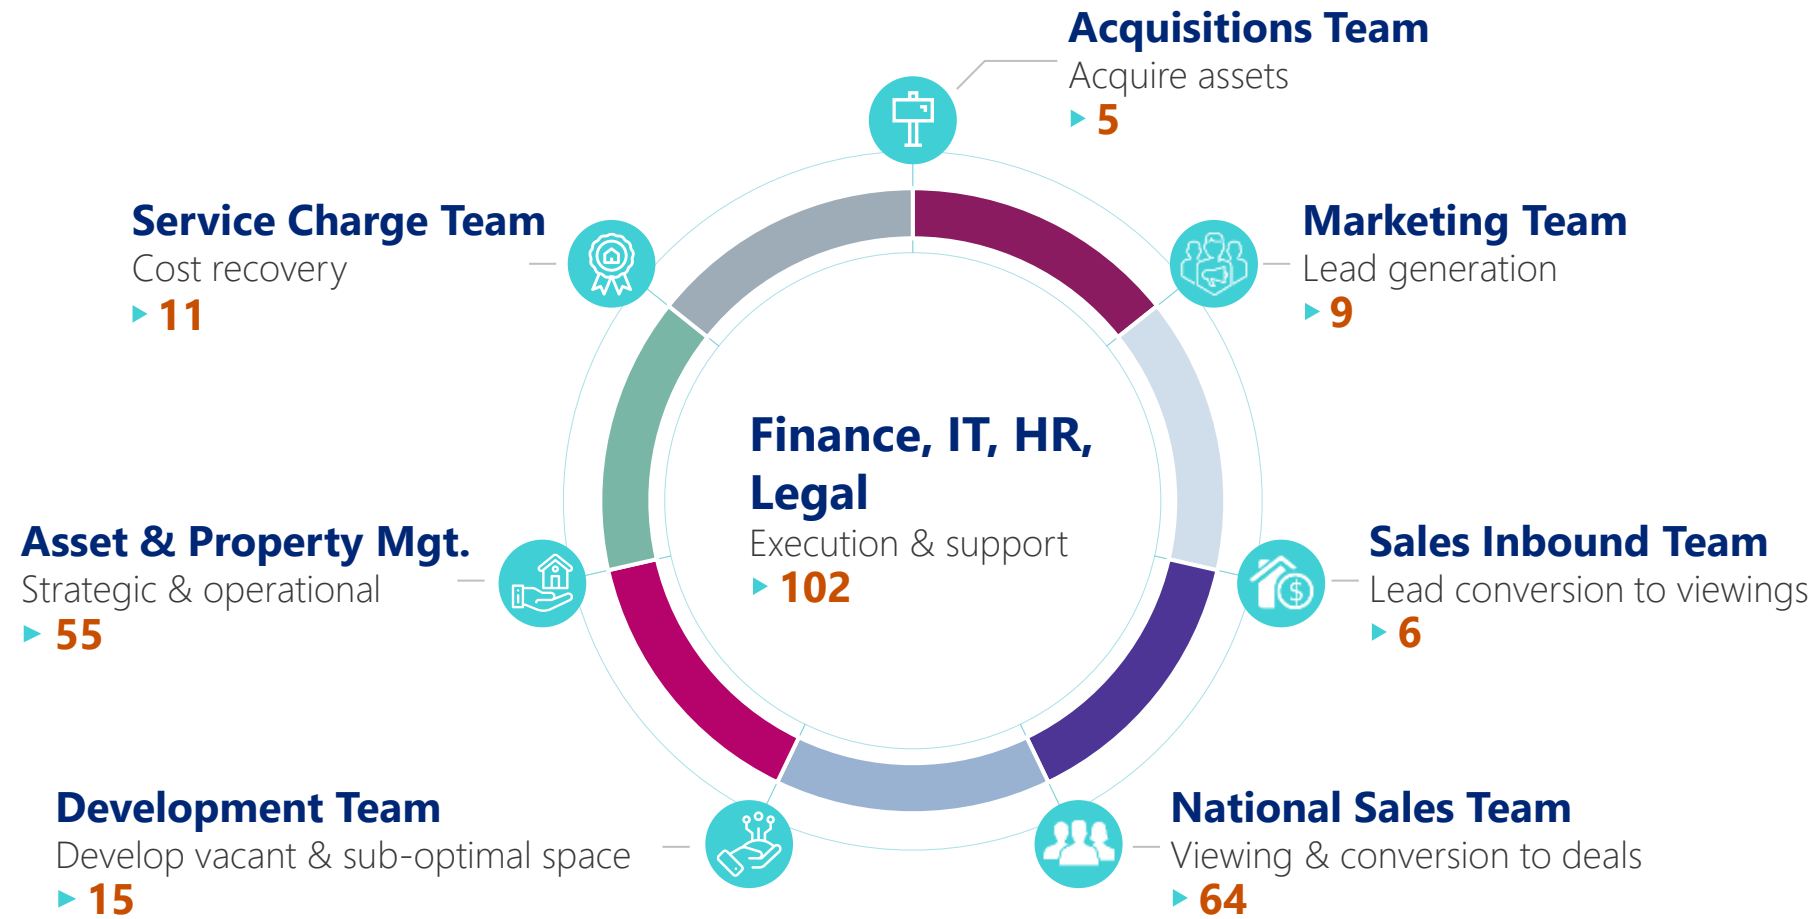 Acquisitions Team
Acquire assets
5
Service Charge Team
Cost recovery
11
Marketing Team
Lead generation
9
Finance, IT, HR,
Legal
Execution & support
102
Asset & Property Mgt.
Strategic & operational
55
Sales Inbound Team
Lead conversion to viewings
6
Development Team
Develop vacant & sub-optimal space
15
National Sales Team
Viewing & conversion to deals
64